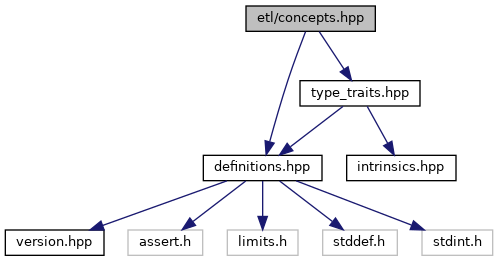 etl/concepts.hpp
type_traits.hpp
definitions.hpp
intrinsics.hpp
version.hpp
assert.h
limits.h
stddef.h
stdint.h